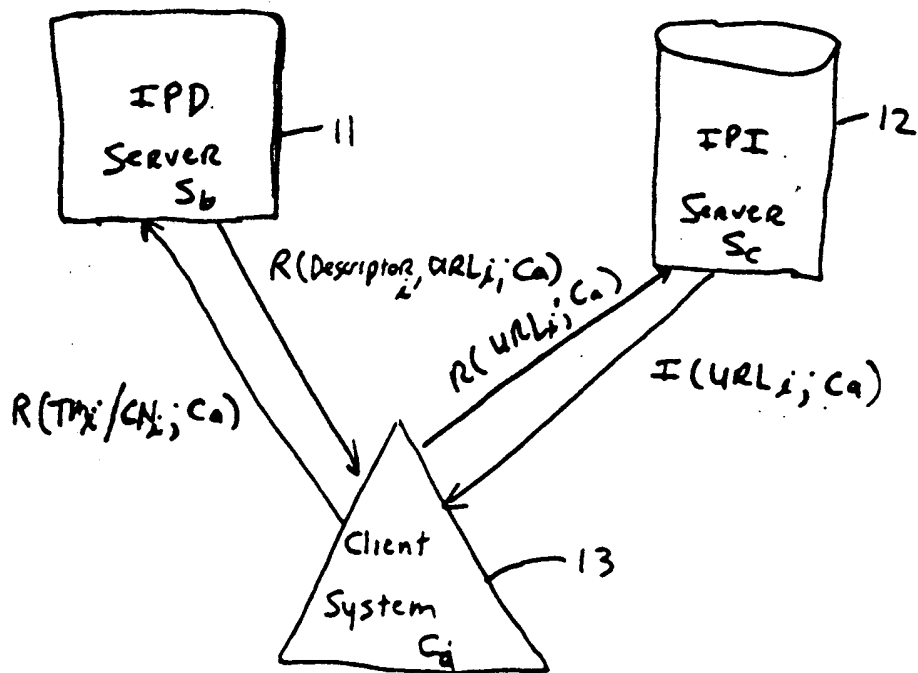 IPD
SERVER
Sb
11
IPI
SERVER
Sc
12
R(Descriptori, URLi; Ca)
R(URLi; Ca)
I(URLi; Ca)
R(TMi/CNi; Ca)
Client
System
Ca
13